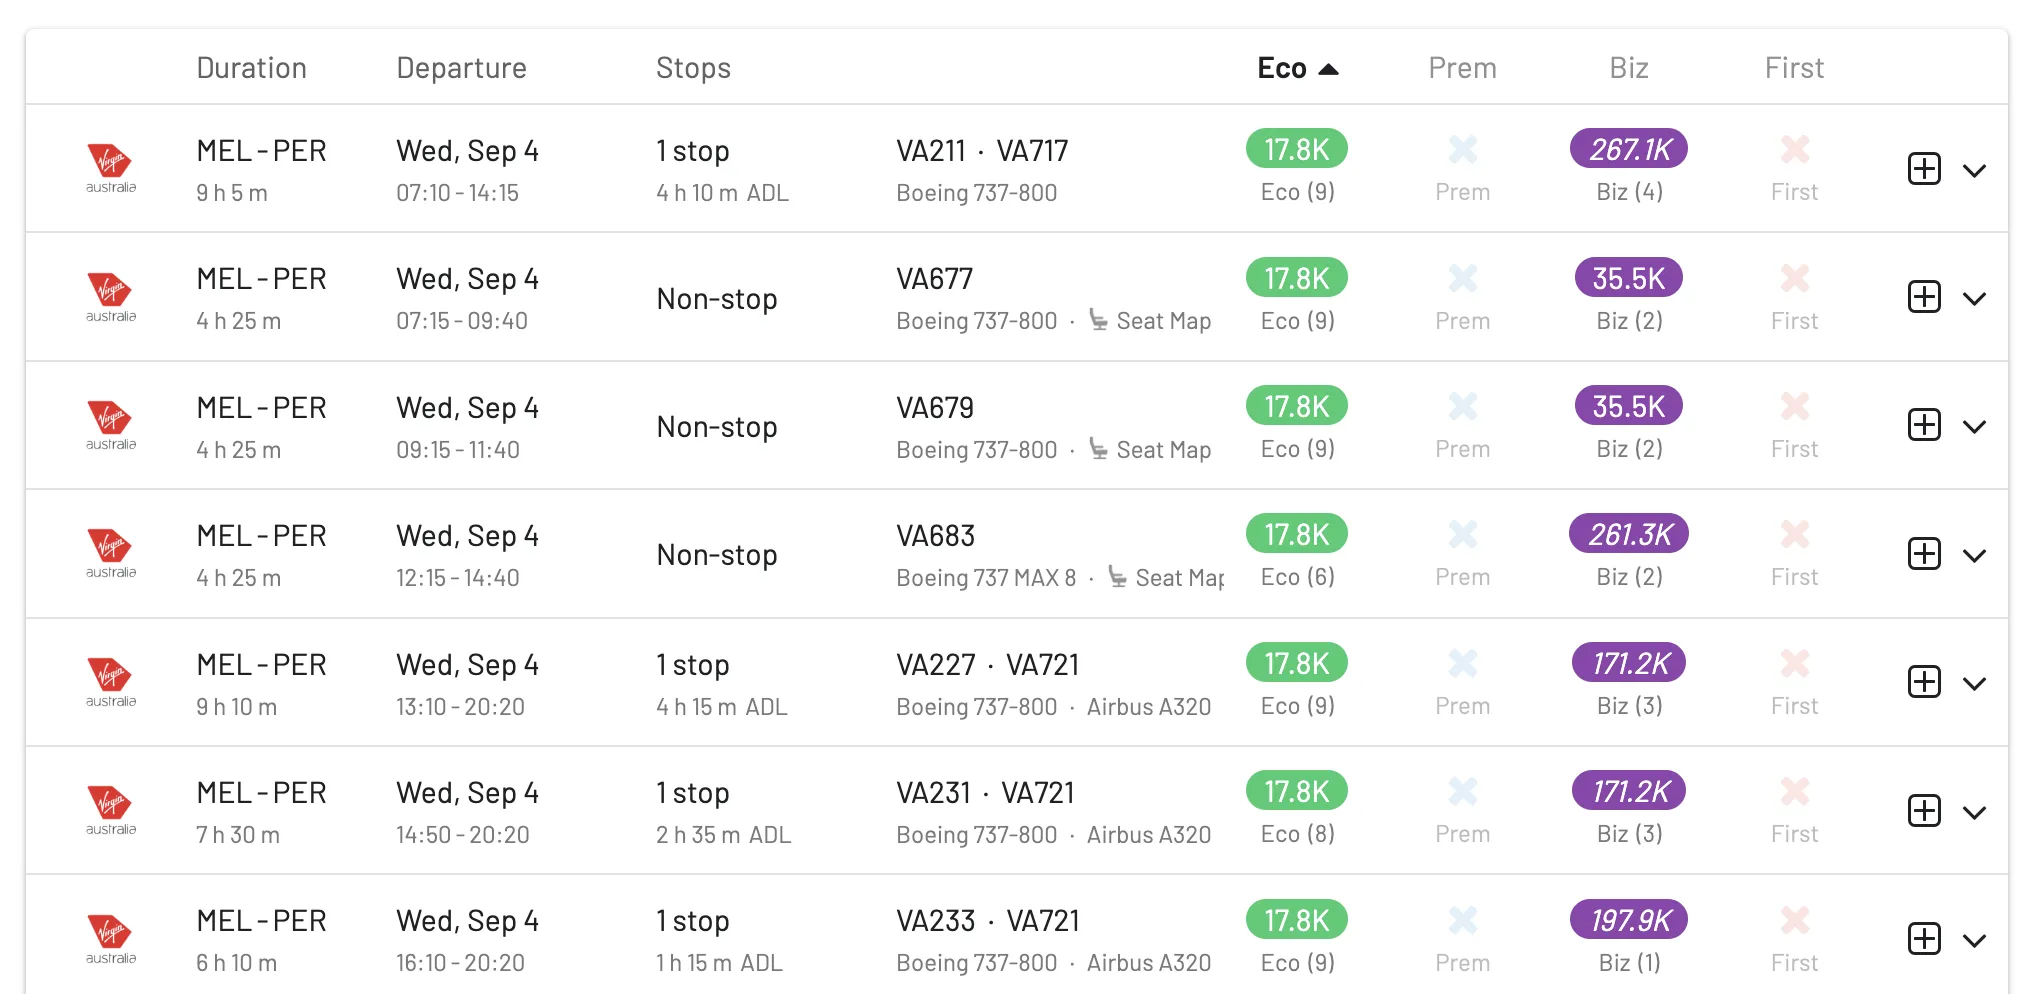 Duration Departure Stops Eco Prem Biz First
MEL - PER Wed, Sep 4 1 stop VA211 · VA717 17.8K 267.1K
Virgin australia 9 h 5 m 07:10 - 14:15 4 h 10 m ADL Boeing 737-800 Eco (9) Prem Biz (4) First
MEL - PER Wed, Sep 4 Non-stop VA677 17.8K 35.5K
Virgin australia 4 h 25 m 07:15 - 09:40 Boeing 737-800 · Seat Map Eco (9) Prem Biz (2) First
MEL - PER Wed, Sep 4 Non-stop VA679 17.8K 35.5K
Virgin australia 4 h 25 m 09:15 - 11:40 Boeing 737-800 · Seat Map Eco (9) Prem Biz (2) First
MEL - PER Wed, Sep 4 Non-stop VA683 17.8K 261.3K
Virgin australia 4 h 25 m 12:15 - 14:40 Boeing 737 MAX 8 · Seat Map Eco (6) Prem Biz (2) First
MEL - PER Wed, Sep 4 1 stop VA227 · VA721 17.8K 171.2K
Virgin australia 9 h 10 m 13:10 - 20:20 4 h 15 m ADL Boeing 737-800 · Airbus A320 Eco (9) Prem Biz (3) First
MEL - PER Wed, Sep 4 1 stop VA231 · VA721 17.8K 171.2K
Virgin australia 7 h 30 m 14:50 - 20:20 2 h 35 m ADL Boeing 737-800 · Airbus A320 Eco (8) Prem Biz (3) First
MEL - PER Wed, Sep 4 1 stop VA233 · VA721 17.8K 197.9K
Virgin australia 6 h 10 m 16:10 - 20:20 1 h 15 m ADL Boeing 737-800 · Airbus A320 Eco (9) Prem Biz (1) First